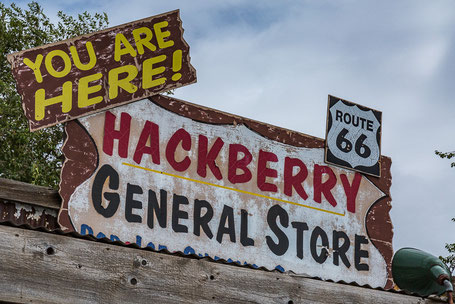 YOU ARE
HERE!
ROUTE
66
HACKBERRY
GENERAL STORE